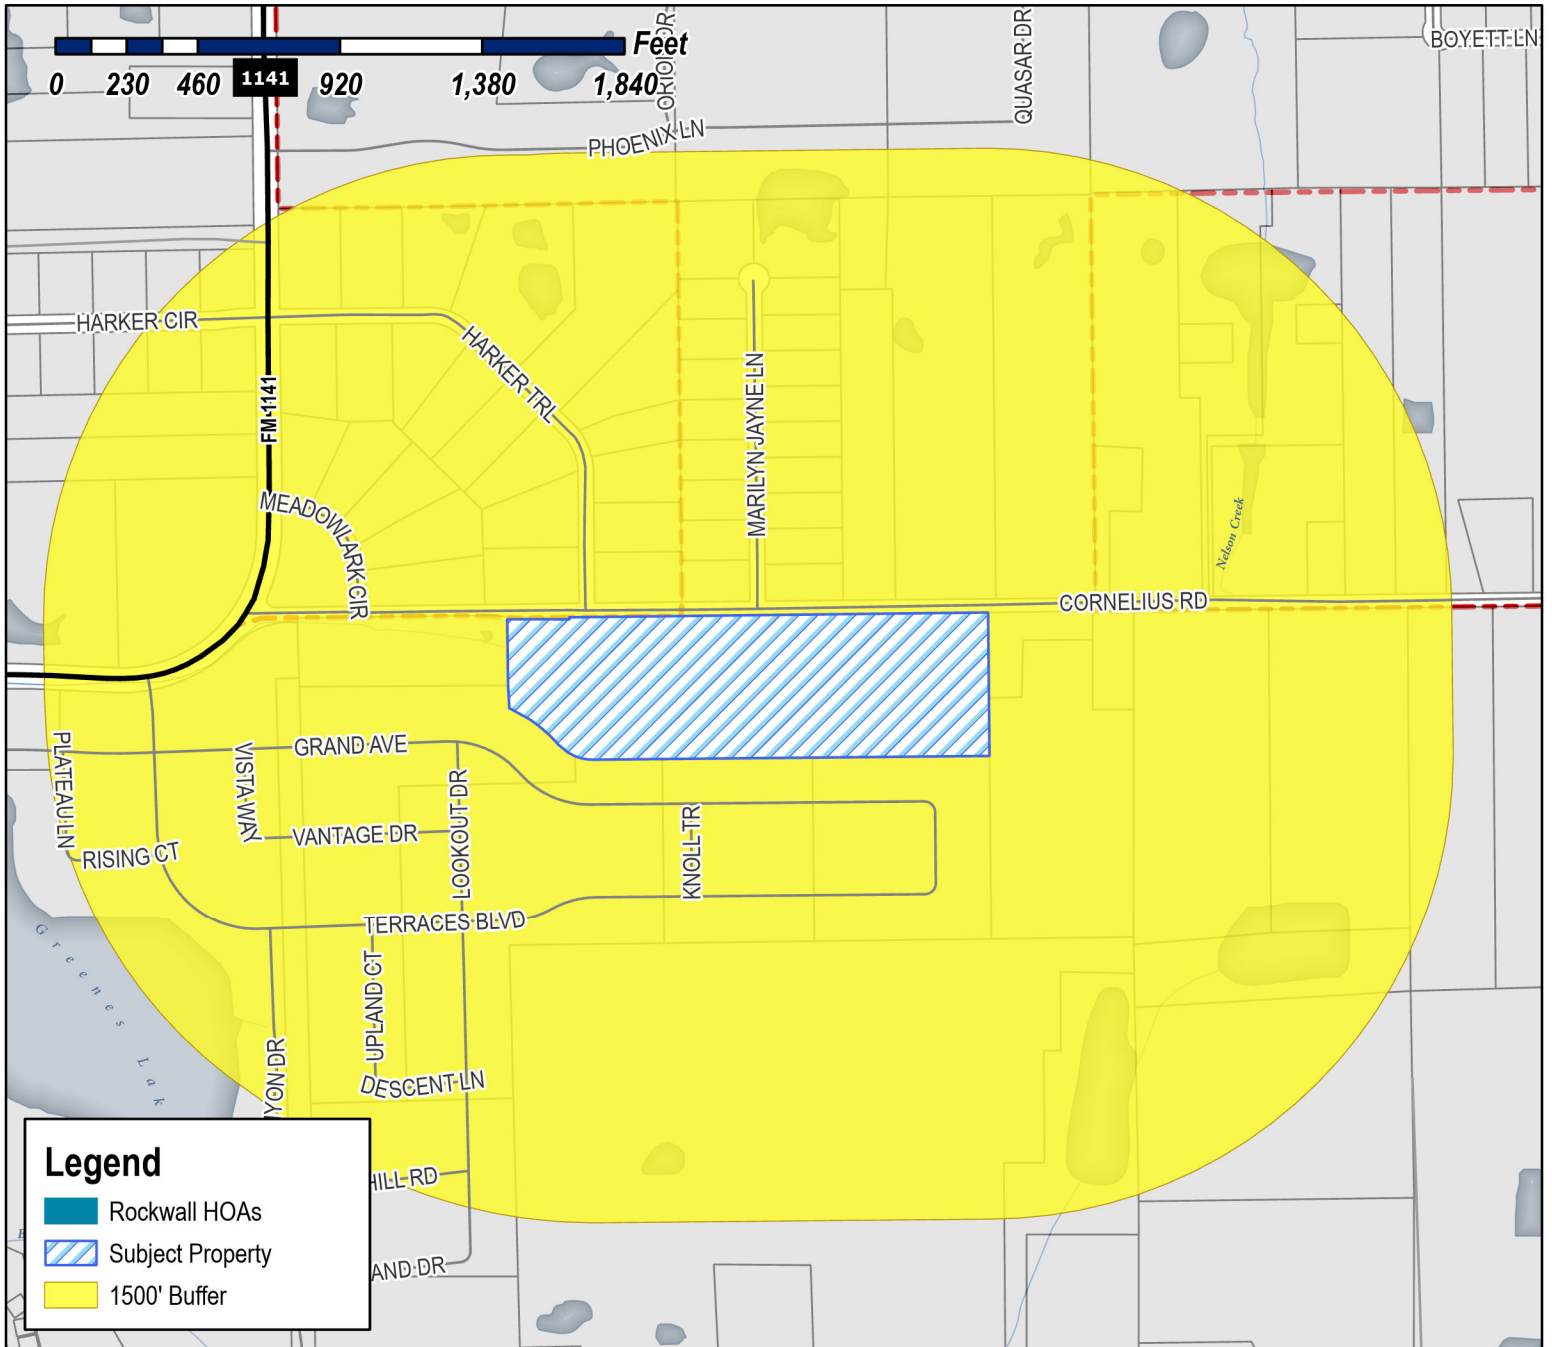 Feet
0 230 460 920 1,380 1,840
1141
ORION DR
QUASAR DR
BOYETT LN
PHOENIX LN
HARKER CIR
HARKER TRL
FM-1141
MARILYN JAYNE LN
MEADOWLARK CIR
Nelson Creek
CORNELIUS RD
PLATEAU LN
VISTA WAY
GRAND AVE
LOOKOUT DR
VANTAGE DR
RISING CT
KNOLL TR
TERRACES BLVD
UPLAND CT
Greenes Lak
YON DR
DESCENT LN
HILL RD
AND DR
Legend
Rockwall HOAs
Subject Property
1500' Buffer